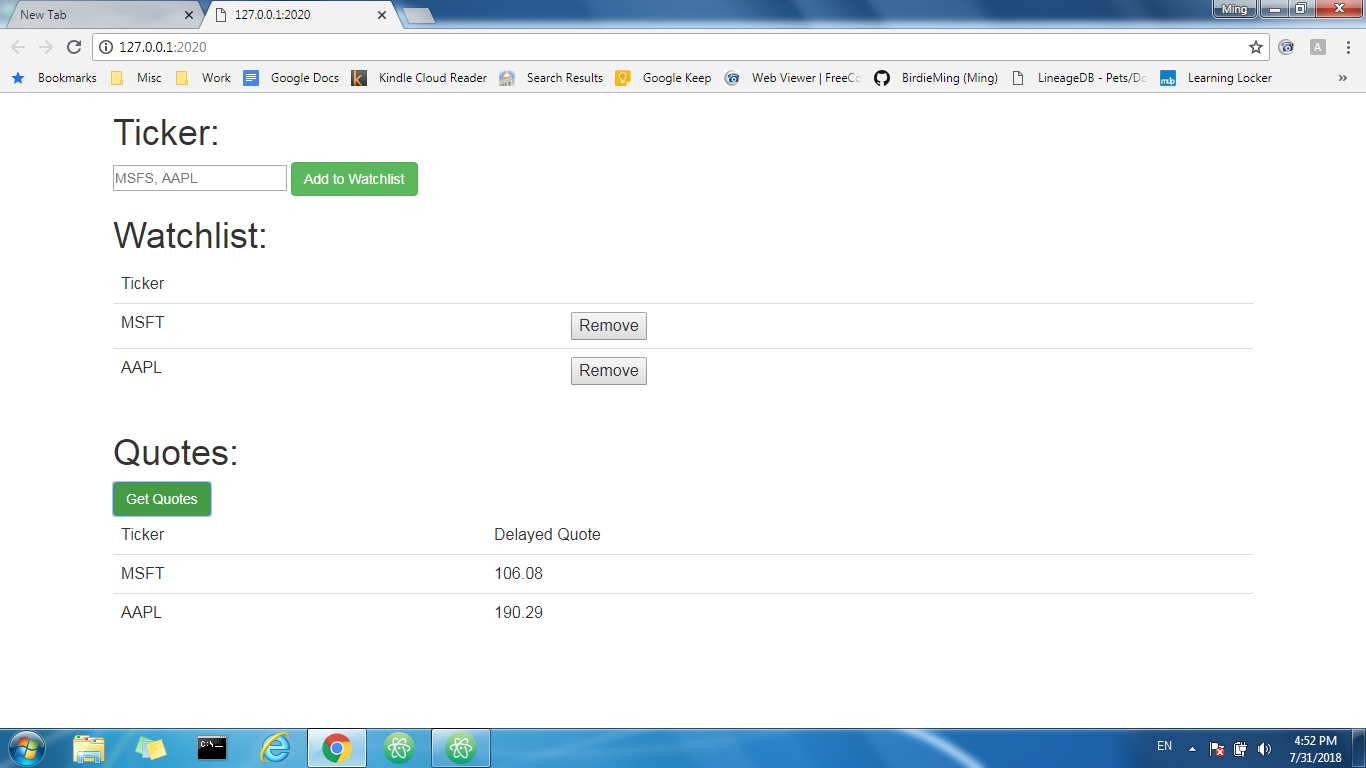 New Tab 127.0.0.1:2020 Ming
127.0.0.1:2020 A
Bookmarks Misc Work Google Docs Kindle Cloud Reader Search Results Google Keep Web Viewer | FreeCo BirdieMing (Ming) LineageDB - Pets/Do Learning Locker »
Ticker:
MSFS, AAPL Add to Watchlist
Watchlist:
Ticker
MSFT Remove
AAPL Remove
Quotes:
Get Quotes
Ticker Delayed Quote
MSFT 106.08
AAPL 190.29
EN 4:52 PM
7/31/2018